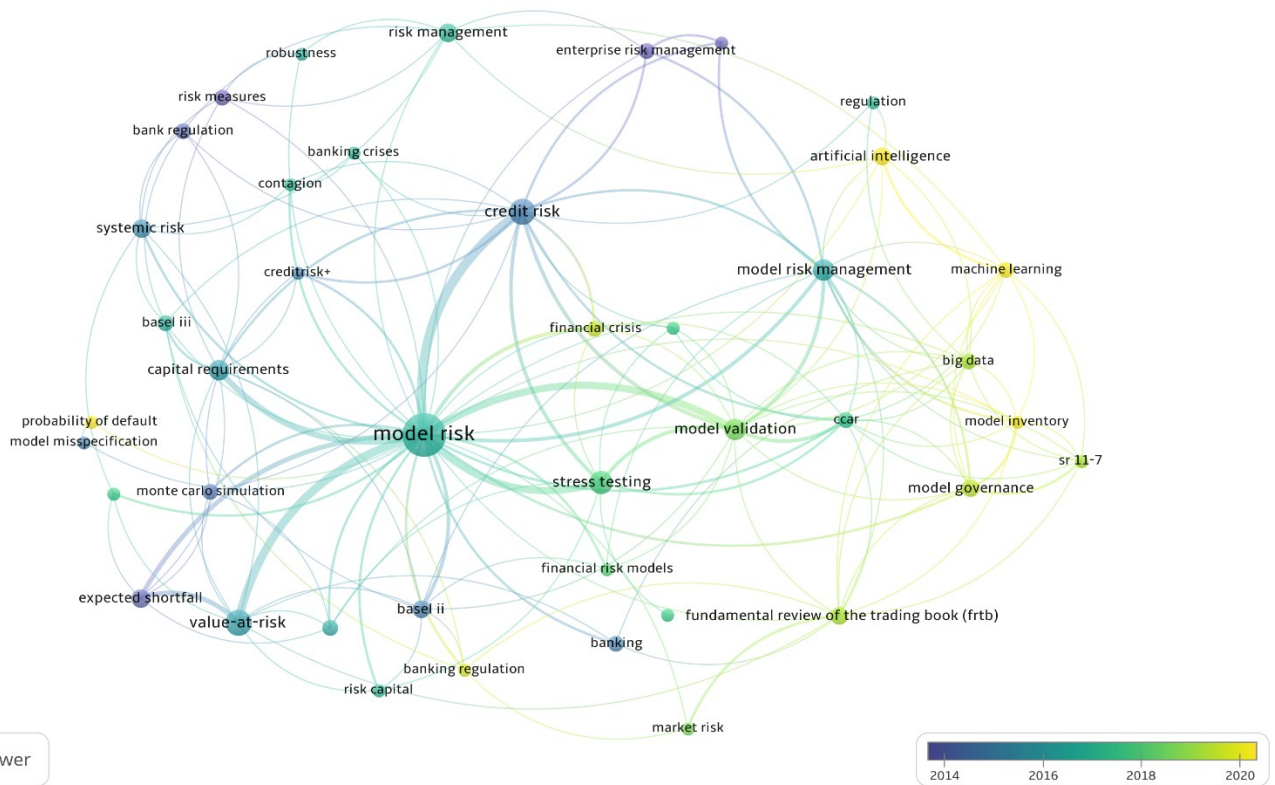 risk management
enterprise risk management
robustness
risk measures
regulation
bank regulation
banking crises
artificial intelligence
contagion
credit risk
systemic risk
creditrisk+
model risk management
machine learning
basel iii
financial crisis
capital requirements
big data
probability of default
model misspecification
model risk
model validation
ccar
model inventory
sr 11-7
monte carlo simulation
stress testing
model governance
financial risk models
expected shortfall
value-at-risk
basel ii
fundamental review of the trading book (frtb)
banking
banking regulation
risk capital
market risk
wer
2014 2016 2018 2020